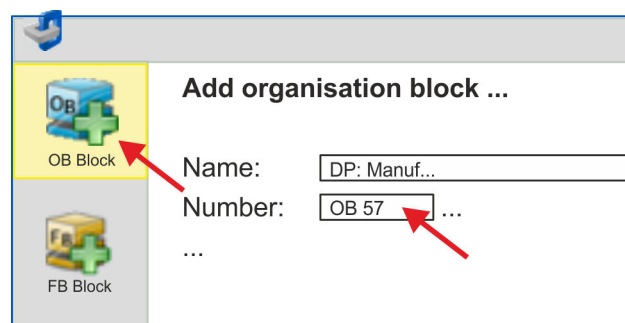 Add organisation block ...
OB
OB Block
Name: DP: Manuf...
Number: OB 57 ...
...
FB
FB Block